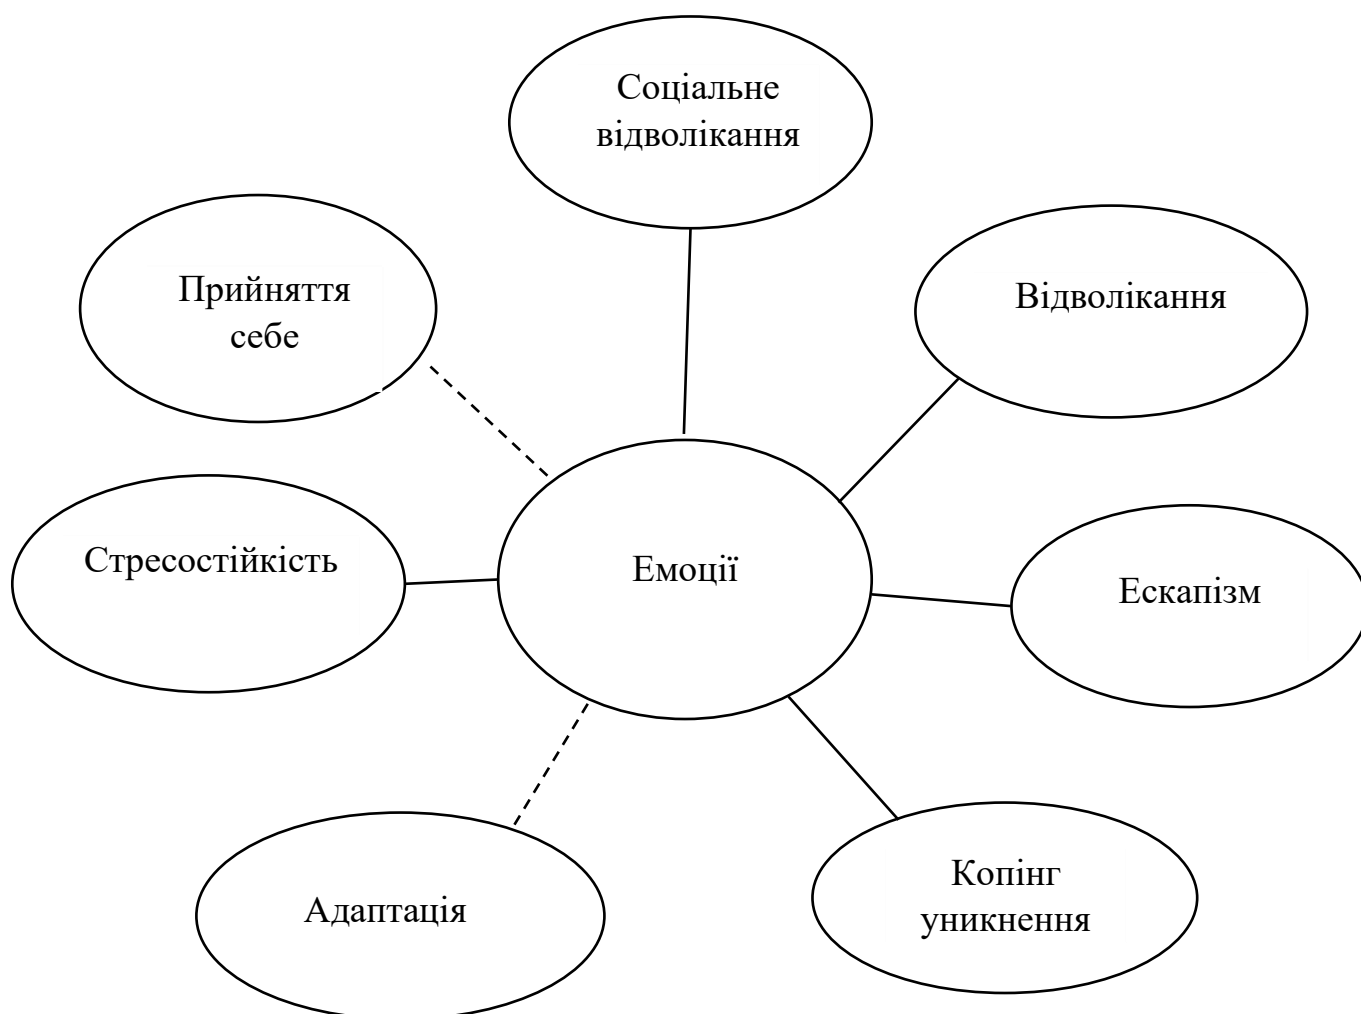 Соціальне
відволікання
Прийняття
себе
Відволікання
Стресостійкість
Емоції
Ескапізм
Адаптація
Копінг
уникнення